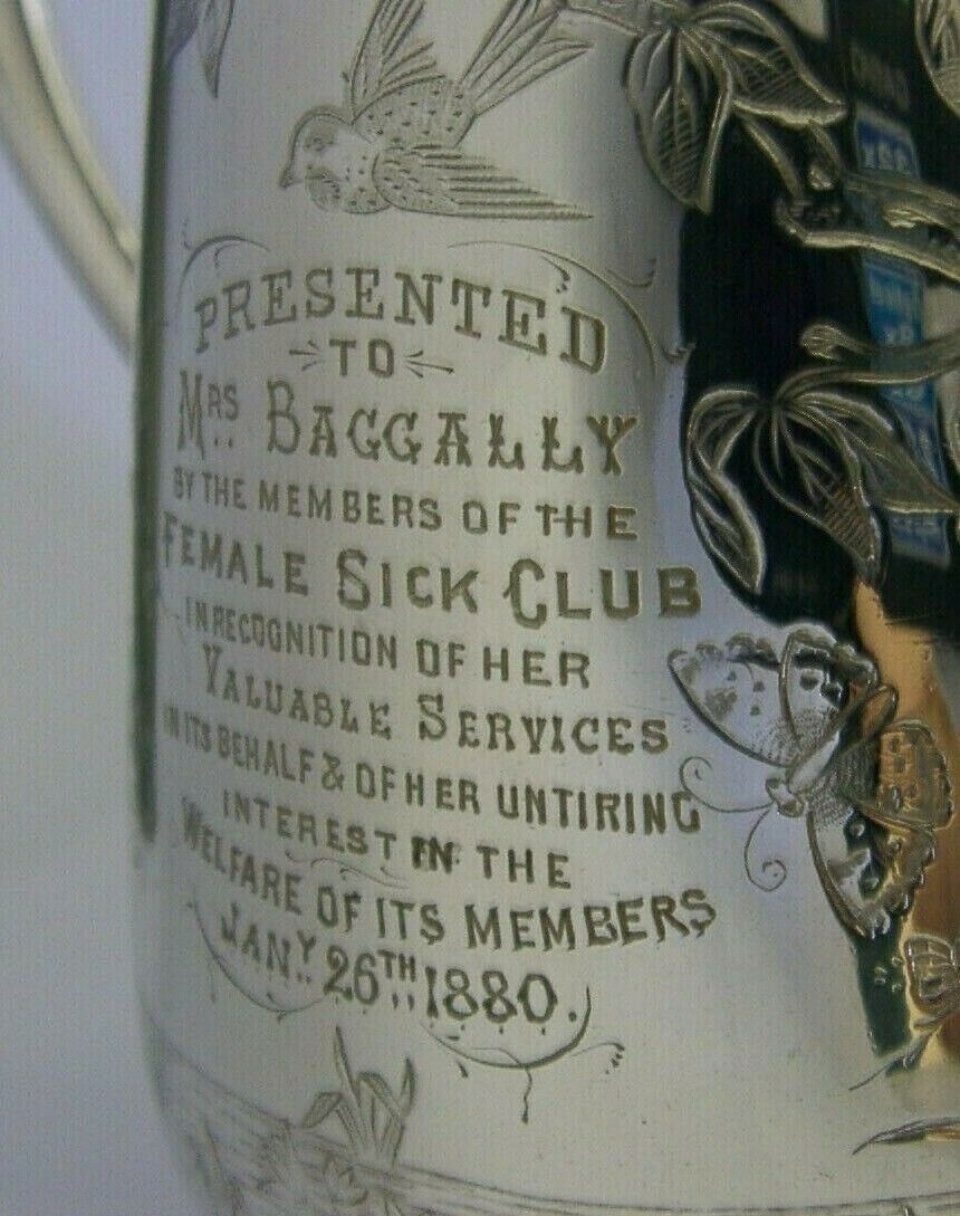 PRESENTED
TO
MRS. BAGGALLY
BY THE MEMBERS OF THE
FEMALE SICK CLUB
IN RECOGNITION OF HER
VALUABLE SERVICES
IN ITS BEHALF & OF HER UNTIRING
INTEREST IN THE
WELFARE OF ITS MEMBERS
JANY. 26TH. 1880.